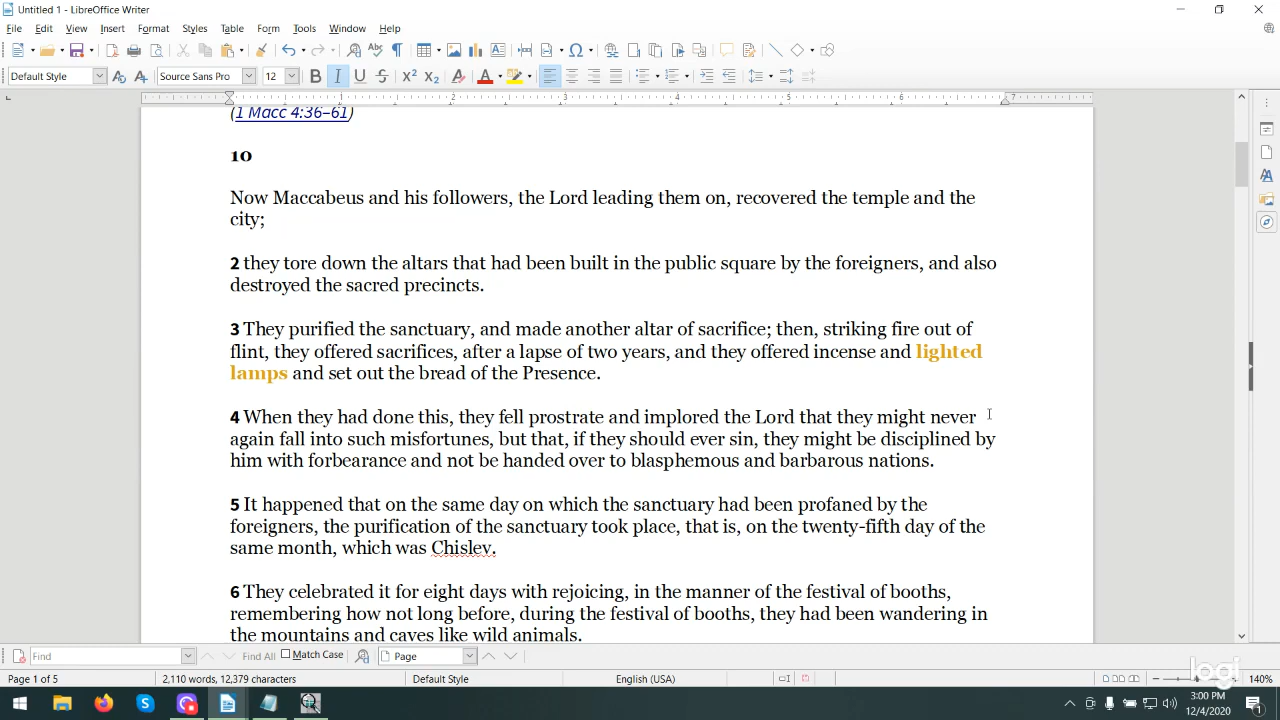 Untitled 1 - LibreOffice Writer
File Edit View Insert Format Styles Table Form Tools Window Help
Default Style Source Sans Pro 12
2 3 4 5 6 7
(1 Macc 4:36–61)
10
Now Maccabeus and his followers, the Lord leading them on, recovered the temple and the
city;
2 they tore down the altars that had been built in the public square by the foreigners, and also
destroyed the sacred precincts.
3 They purified the sanctuary, and made another altar of sacrifice; then, striking fire out of
flint, they offered sacrifices, after a lapse of two years, and they offered incense and lighted
lamps and set out the bread of the Presence.
4 When they had done this, they fell prostrate and implored the Lord that they might never
again fall into such misfortunes, but that, if they should ever sin, they might be disciplined by
him with forbearance and not be handed over to blasphemous and barbarous nations.
5 It happened that on the same day on which the sanctuary had been profaned by the
foreigners, the purification of the sanctuary took place, that is, on the twenty-fifth day of the
same month, which was Chislev.
6 They celebrated it for eight days with rejoicing, in the manner of the festival of booths,
remembering how not long before, during the festival of booths, they had been wandering in
the mountains and caves like wild animals.
Find Find All Match Case Page
Page 1 of 5 2,110 words, 12,379 characters Default Style English (USA) 140%
logi
3:00 PM
12/4/2020